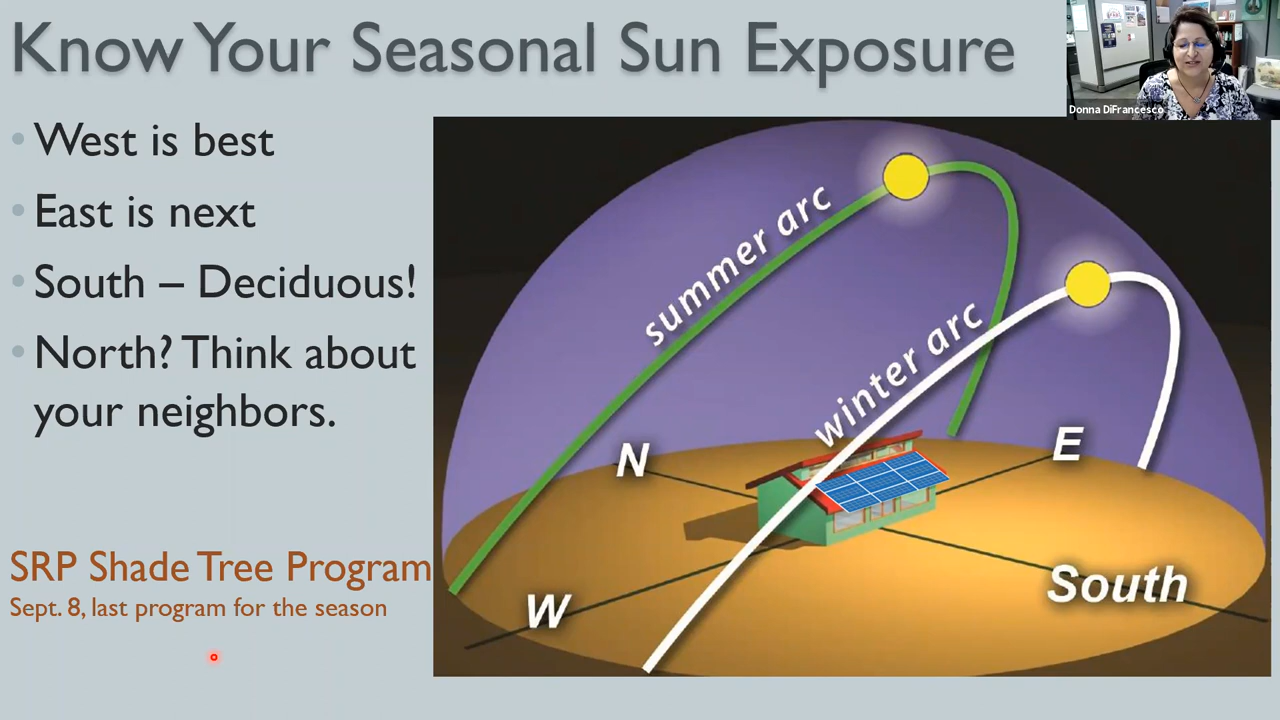 Know Your Seasonal Sun Exposure
Donna DiFrancesco
• West is best
• East is next
• South – Deciduous!
• North? Think about
your neighbors.
SRP Shade Tree Program
Sept. 8, last program for the season
summer arc
winter arc
N
E
W
South